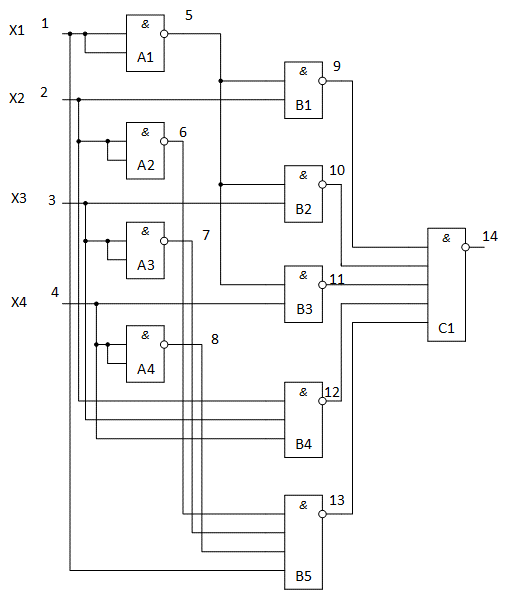 X1 1 & A1 5
X2 2 & B1 9
& A2 6
X3 3 & B2 10
& A3 7
X4 4 & B3 11
& A4 8
& C1 14
& B4 12
& B5 13